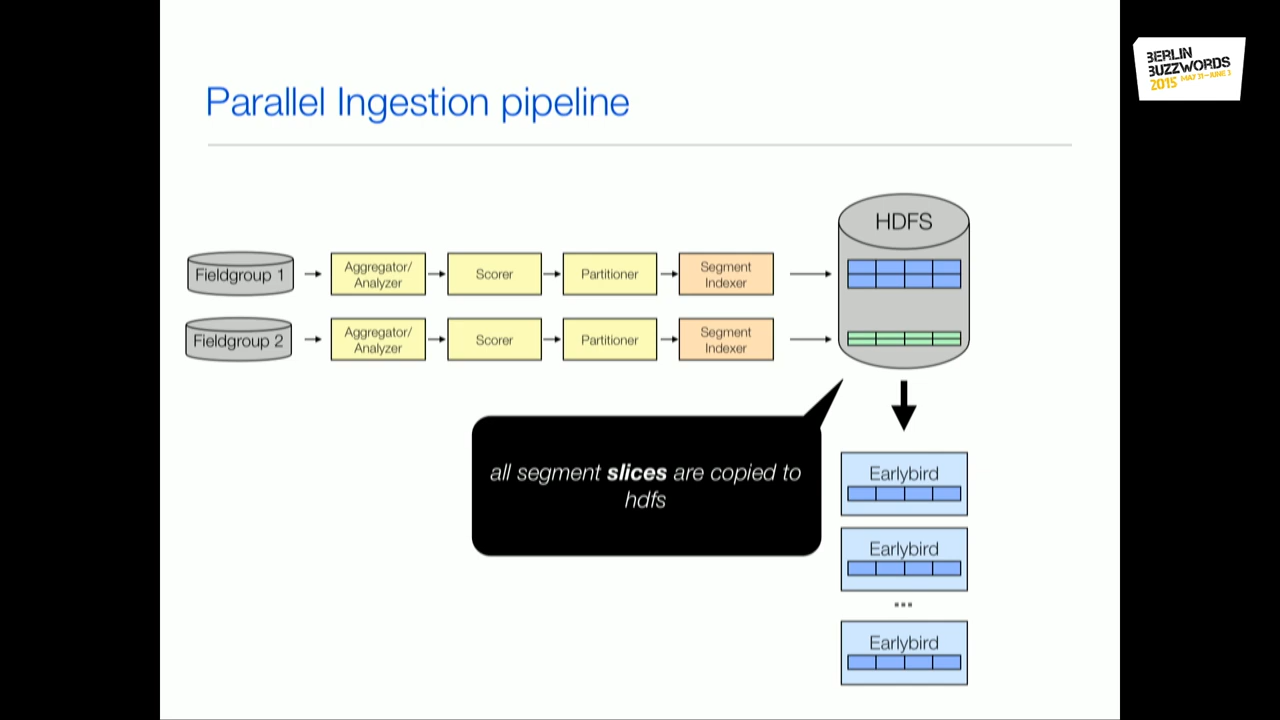 BERLIN
BUZZWORDS
2015 MAY 31-JUNE 3
Parallel Ingestion pipeline
HDFS
Fieldgroup 1
Aggregator/
Analyzer
Scorer
Partitioner
Segment
Indexer
Fieldgroup 2
Aggregator/
Analyzer
Scorer
Partitioner
Segment
Indexer
all segment slices are copied to
hdfs
Earlybird
Earlybird
...
Earlybird